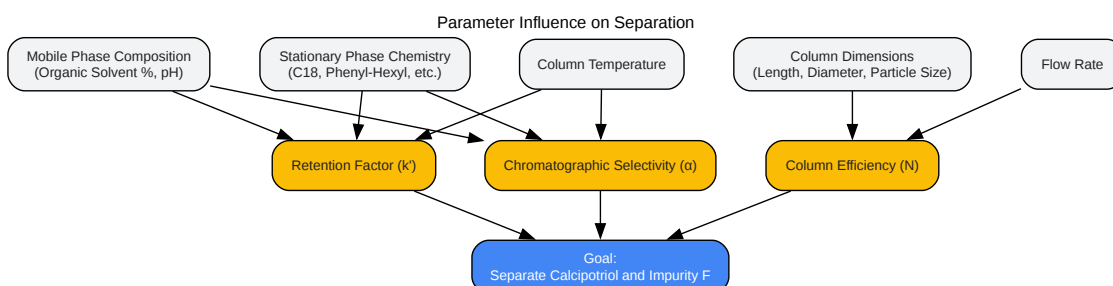 Parameter Influence on Separation
Mobile Phase Composition
(Organic Solvent %, pH)
Stationary Phase Chemistry
(C18, Phenyl-Hexyl, etc.)
Column Temperature
Column Dimensions
(Length, Diameter, Particle Size)
Flow Rate
Retention Factor (k')
Chromatographic Selectivity (α)
Column Efficiency (N)
Goal:
Separate Calcipotriol and Impurity F